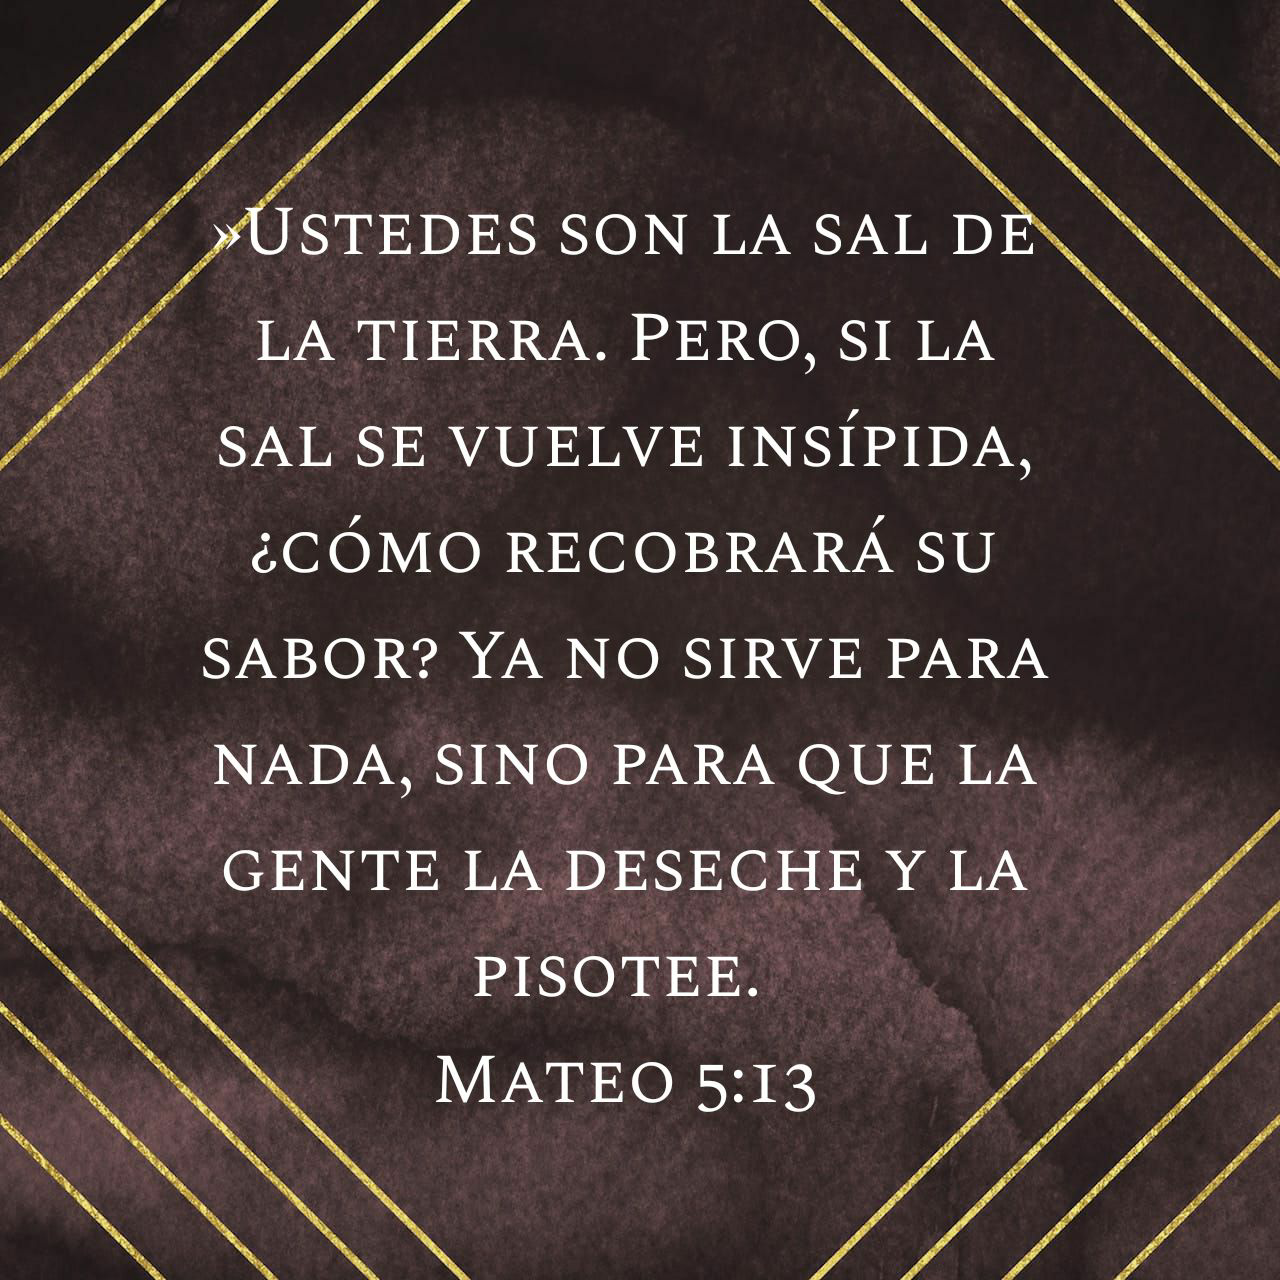 »Ustedes son la sal de
la tierra. Pero, si la
sal se vuelve insípida,
¿cómo recobrará su
sabor? Ya no sirve para
nada, sino para que la
gente la deseche y la
pisotee.
Mateo 5:13